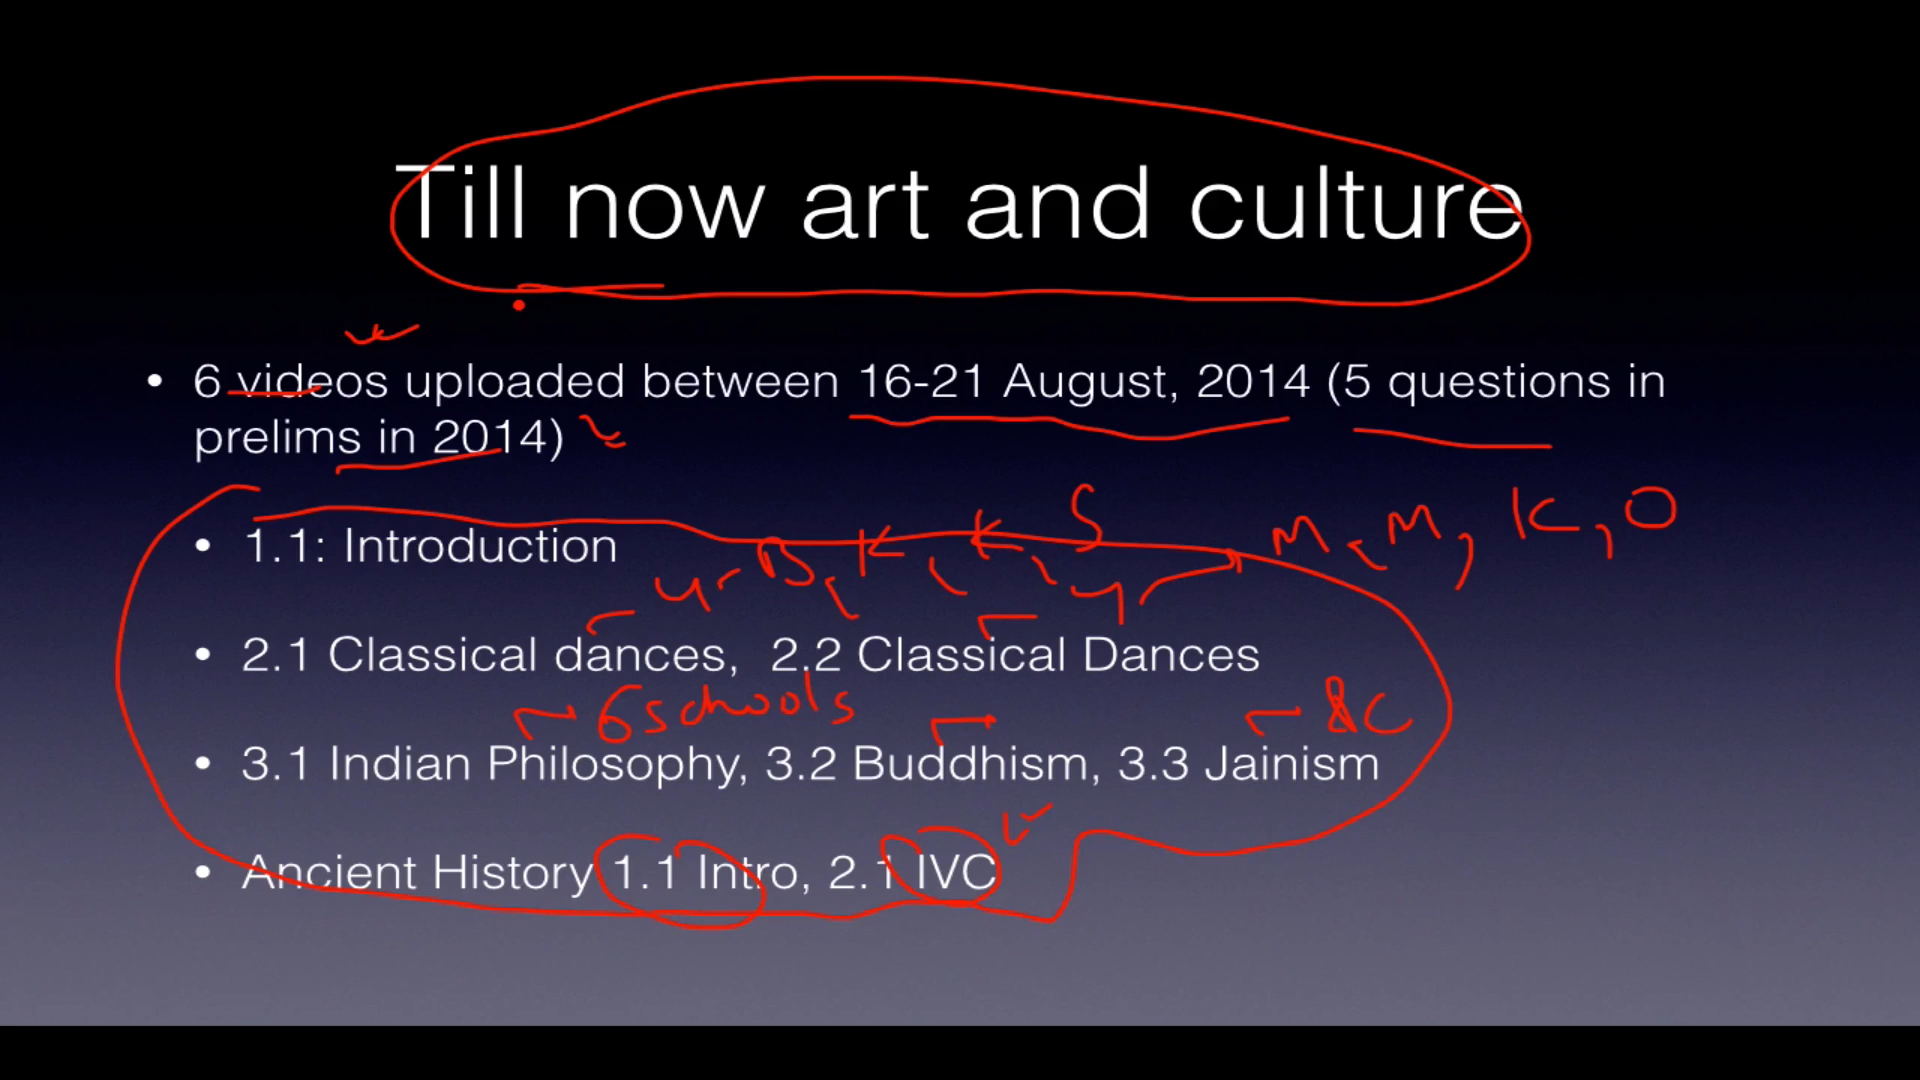 Till now art and culture
• 6 videos uploaded between 16-21 August, 2014 (5 questions in
prelims in 2014)
S M, M, K, O
• 1.1: Introduction
4 - B, K, K, 4
• 2.1 Classical dances, 2.2 Classical Dances
6 schools &C
• 3.1 Indian Philosophy, 3.2 Buddhism, 3.3 Jainism
• Ancient History 1.1 Intro, 2.1 IVC